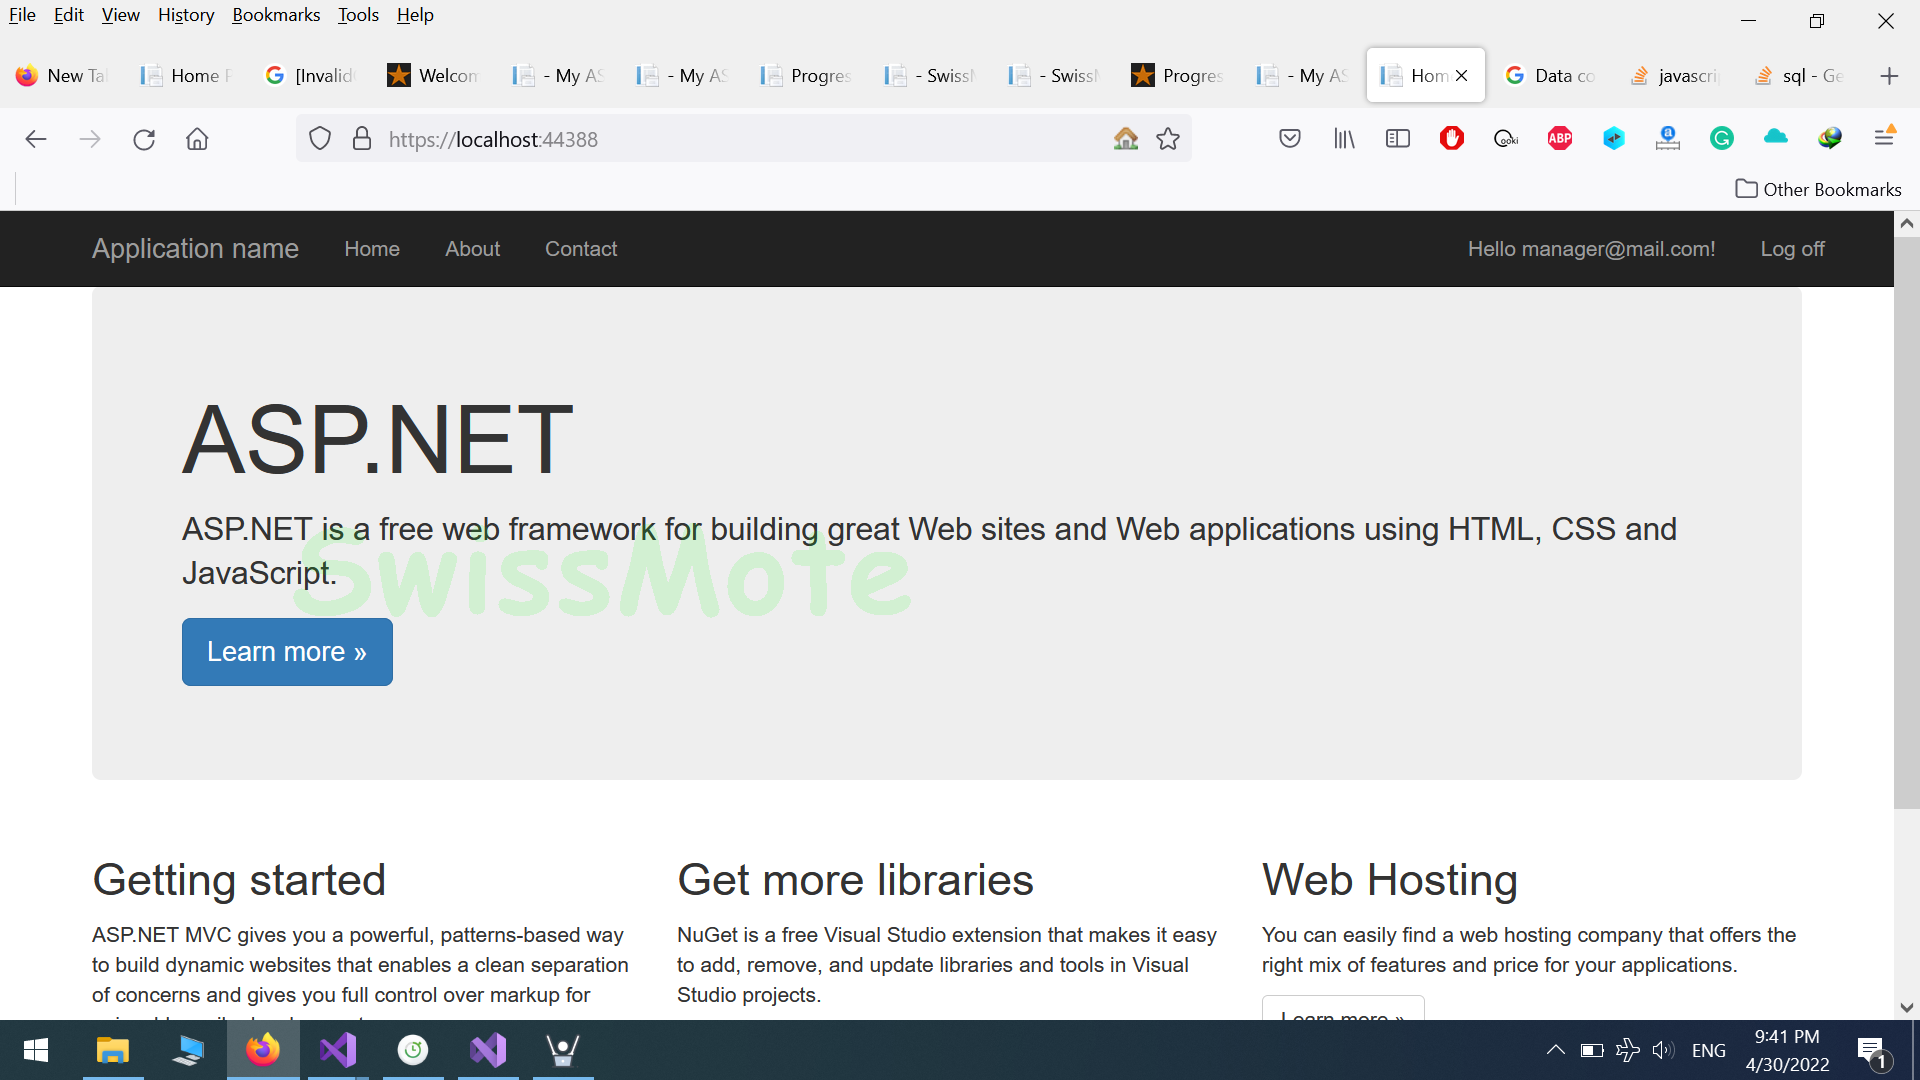 File Edit View History Bookmarks Tools Help
New Ta Home P [Invalid Welcom - My AS - My AS Progres - SwissM - SwissM Progres - My AS Hom Data co javascri sql - Ge
https://localhost:44388
ooki ABP a G
Other Bookmarks
Application name Home About Contact Hello manager@mail.com! Log off
ASP.NET
ASP.NET is a free web framework for building great Web sites and Web applications using HTML, CSS and
JavaScript.
SwissMote
Learn more »
Getting started Get more libraries Web Hosting
ASP.NET MVC gives you a powerful, patterns-based way NuGet is a free Visual Studio extension that makes it easy You can easily find a web hosting company that offers the
to build dynamic websites that enables a clean separation to add, remove, and update libraries and tools in Visual right mix of features and price for your applications.
of concerns and gives you full control over markup for Studio projects.
Learn more »
ENG 9:41 PM
4/30/2022 1